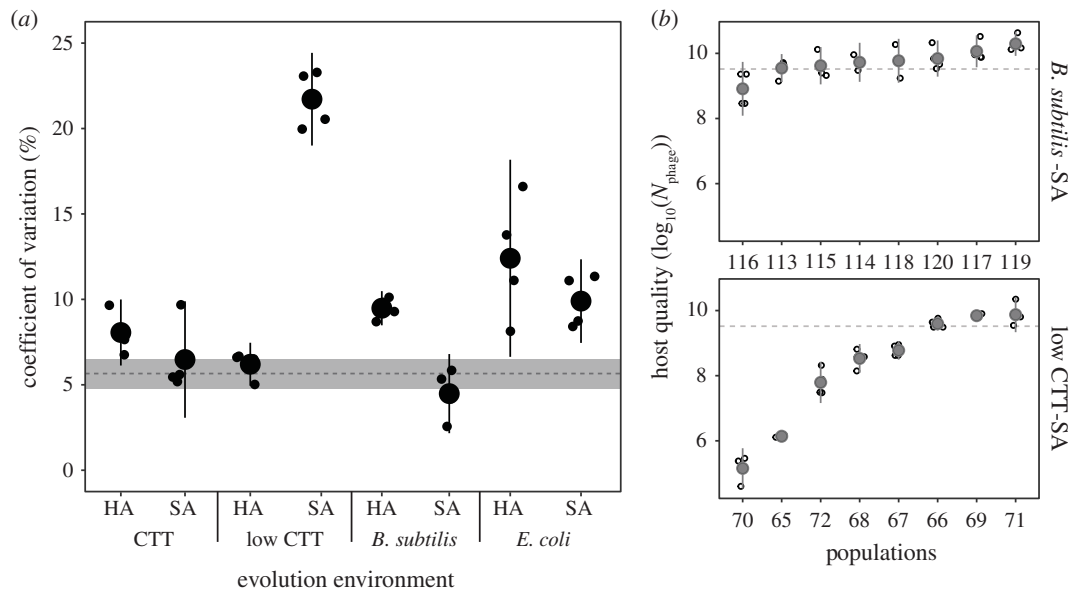 (a)
coefficient of variation (%)
25
20
15
10
5
0
HA SA HA SA HA SA HA SA
CTT low CTT B. subtilis E. coli
evolution environment
(b)
host quality (log10(Nphage))
10
8
6
116 113 115 114 118 120 117 119
B. subtilis -SA
10
8
6
70 65 72 68 67 66 69 71
low CTT-SA
populations